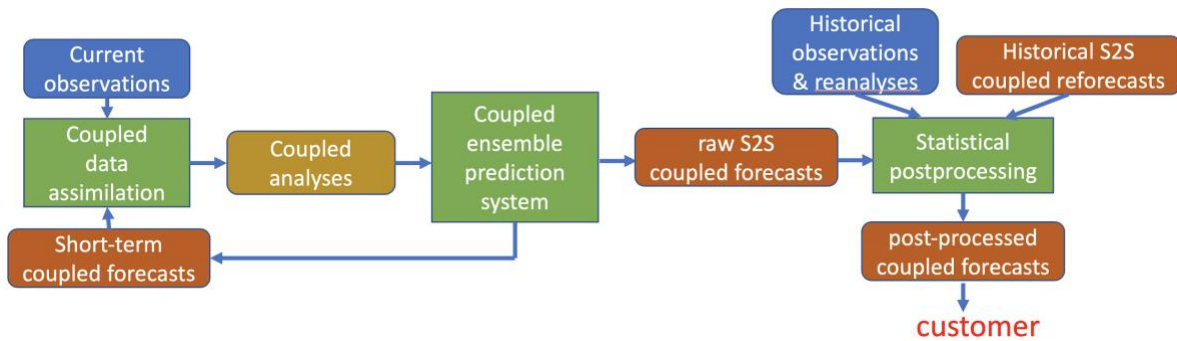 Current
observations
Coupled
data
assimilation
Short-term
coupled forecasts
Coupled
analyses
Coupled
ensemble
prediction
system
raw S2S
coupled forecasts
Historical
observations
& reanalyses
Historical S2S
coupled reforecasts
Statistical
postprocessing
post-processed
coupled forecasts
customer